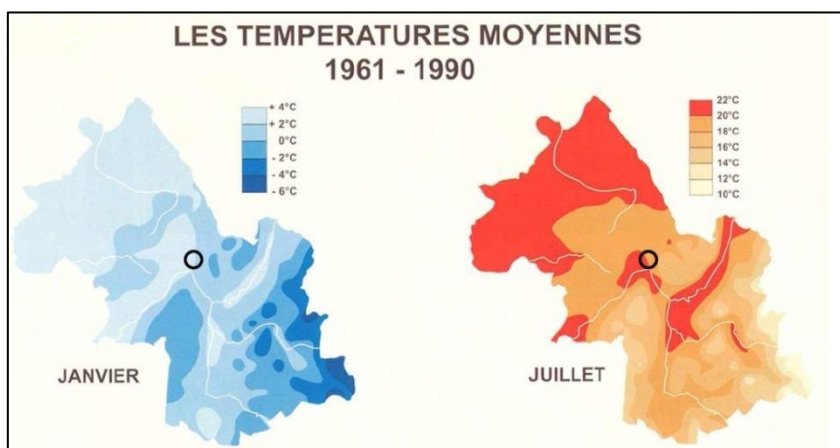 LES TEMPERATURES MOYENNES
1961 - 1990
+ 4°C
+ 2°C
0°C
- 2°C
- 4°C
- 6°C
JANVIER
22°C
20°C
18°C
16°C
14°C
12°C
10°C
JUILLET